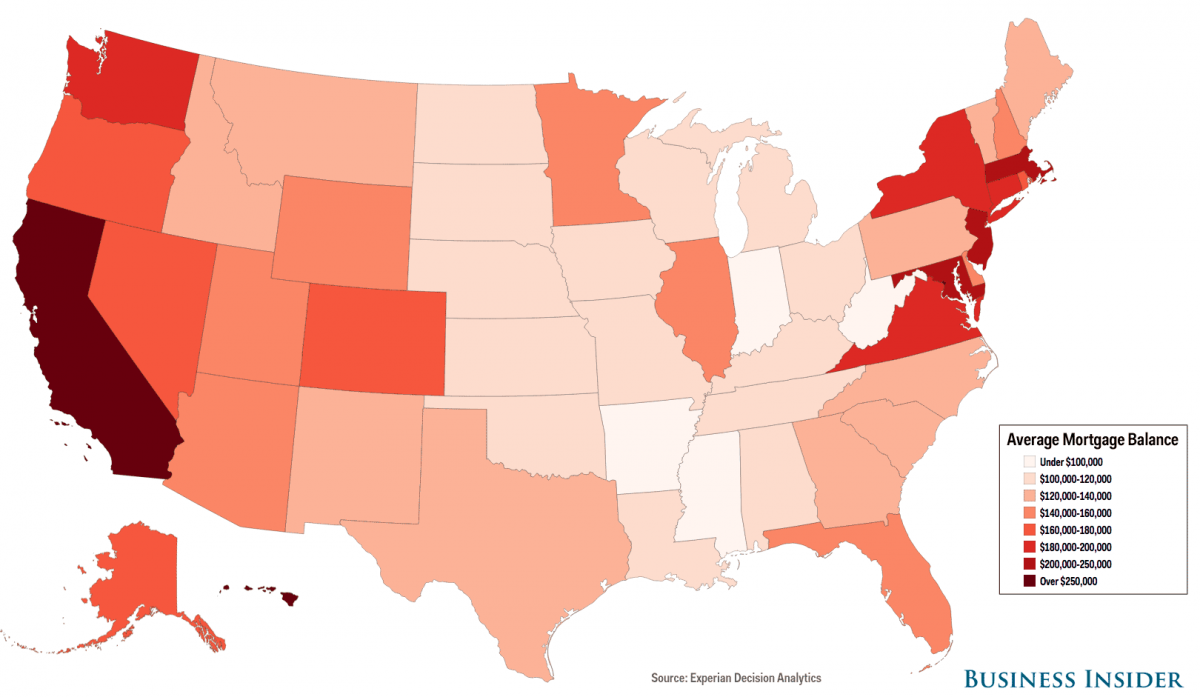 Average Mortgage Balance
Under $100,000
$100,000-120,000
$120,000-140,000
$140,000-160,000
$160,000-180,000
$180,000-200,000
$200,000-250,000
Over $250,000
Source: Experian Decision Analytics
BUSINESS INSIDER